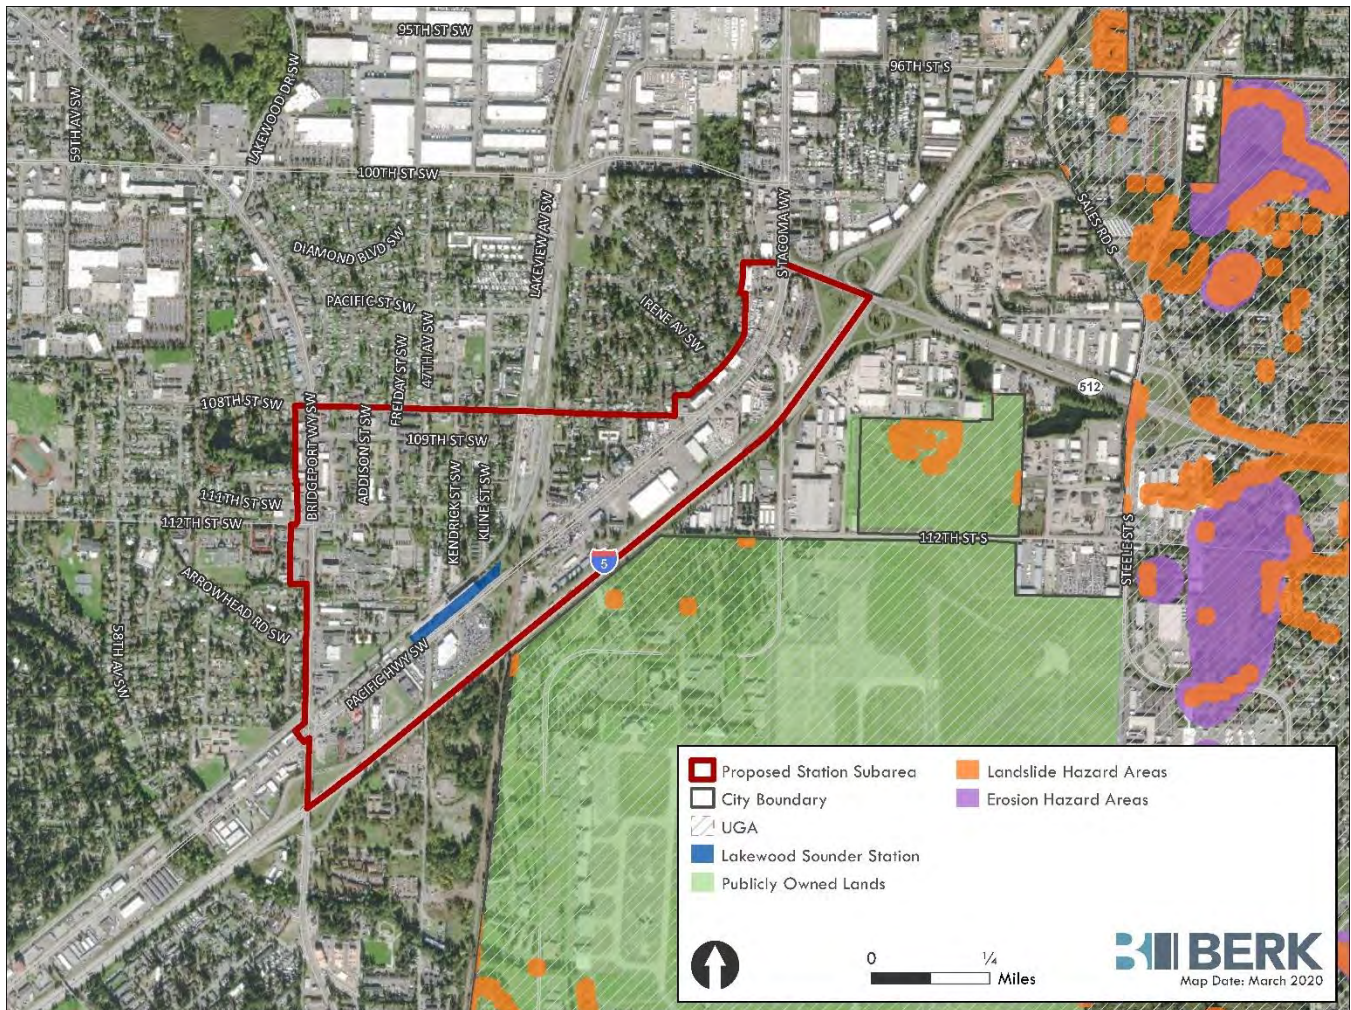 95TH ST SW
96TH ST S
59TH AV SW
LAKEWOOD DR SW
100TH ST SW
LAKEVIEW AV SW
S TACOMA WY
SALES RD S
DIAMOND BLVD SW
PACIFIC ST SW
IRENE AV SW
47TH AV SW
FREIDAY ST SW
512
108TH ST SW
BRIDGEPORT WY SW
ADDISON ST SW
109TH ST SW
KENDRICK ST SW
KLINE ST SW
111TH ST SW
112TH ST SW
112TH ST S
STEELE ST S
5
ARROWHEAD RD SW
58TH AV SW
PACIFIC HWY SW
Proposed Station Subarea
City Boundary
UGA
Lakewood Sounder Station
Publicly Owned Lands
Landslide Hazard Areas
Erosion Hazard Areas
0 ¼
Miles
BERK
Map Date: March 2020